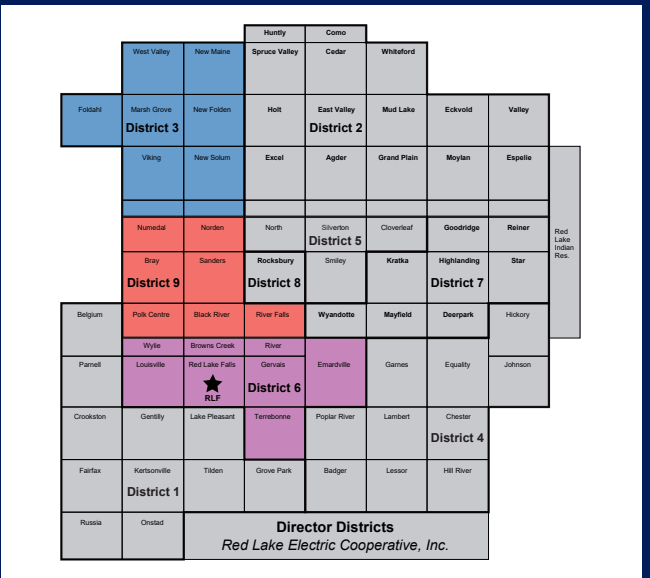 Huntly Como
West Valley New Maine Spruce Valley Cedar Whiteford
Foldahl Marsh Grove New Folden Holt East Valley Mud Lake Eckvold Valley
District 3 District 2
Viking New Solum Excel Agder Grand Plain Moylan Espelie
Numedal Norden North Silverton Cloverleaf Goodridge Reiner
District 5
Red
Lake
Indian
Res.
Bray Sanders Rocksbury Smiley Kratka Highlanding Star
District 9 District 8 District 7
Belgium Polk Centre Black River River Falls Wyandotte Mayfield Deerpark Hickory
Wylie Browns Creek River
Parnell Louisville Red Lake Falls Gervais Emardville Garnes Equality Johnson
RLF District 6
Crookston Gentilly Lake Pleasant Terrebonne Poplar River Lambert Chester
District 4
Fairfax Kertsonville Tilden Grove Park Badger Lessor Hill River
District 1
Russia Onstad
Director Districts
Red Lake Electric Cooperative, Inc.